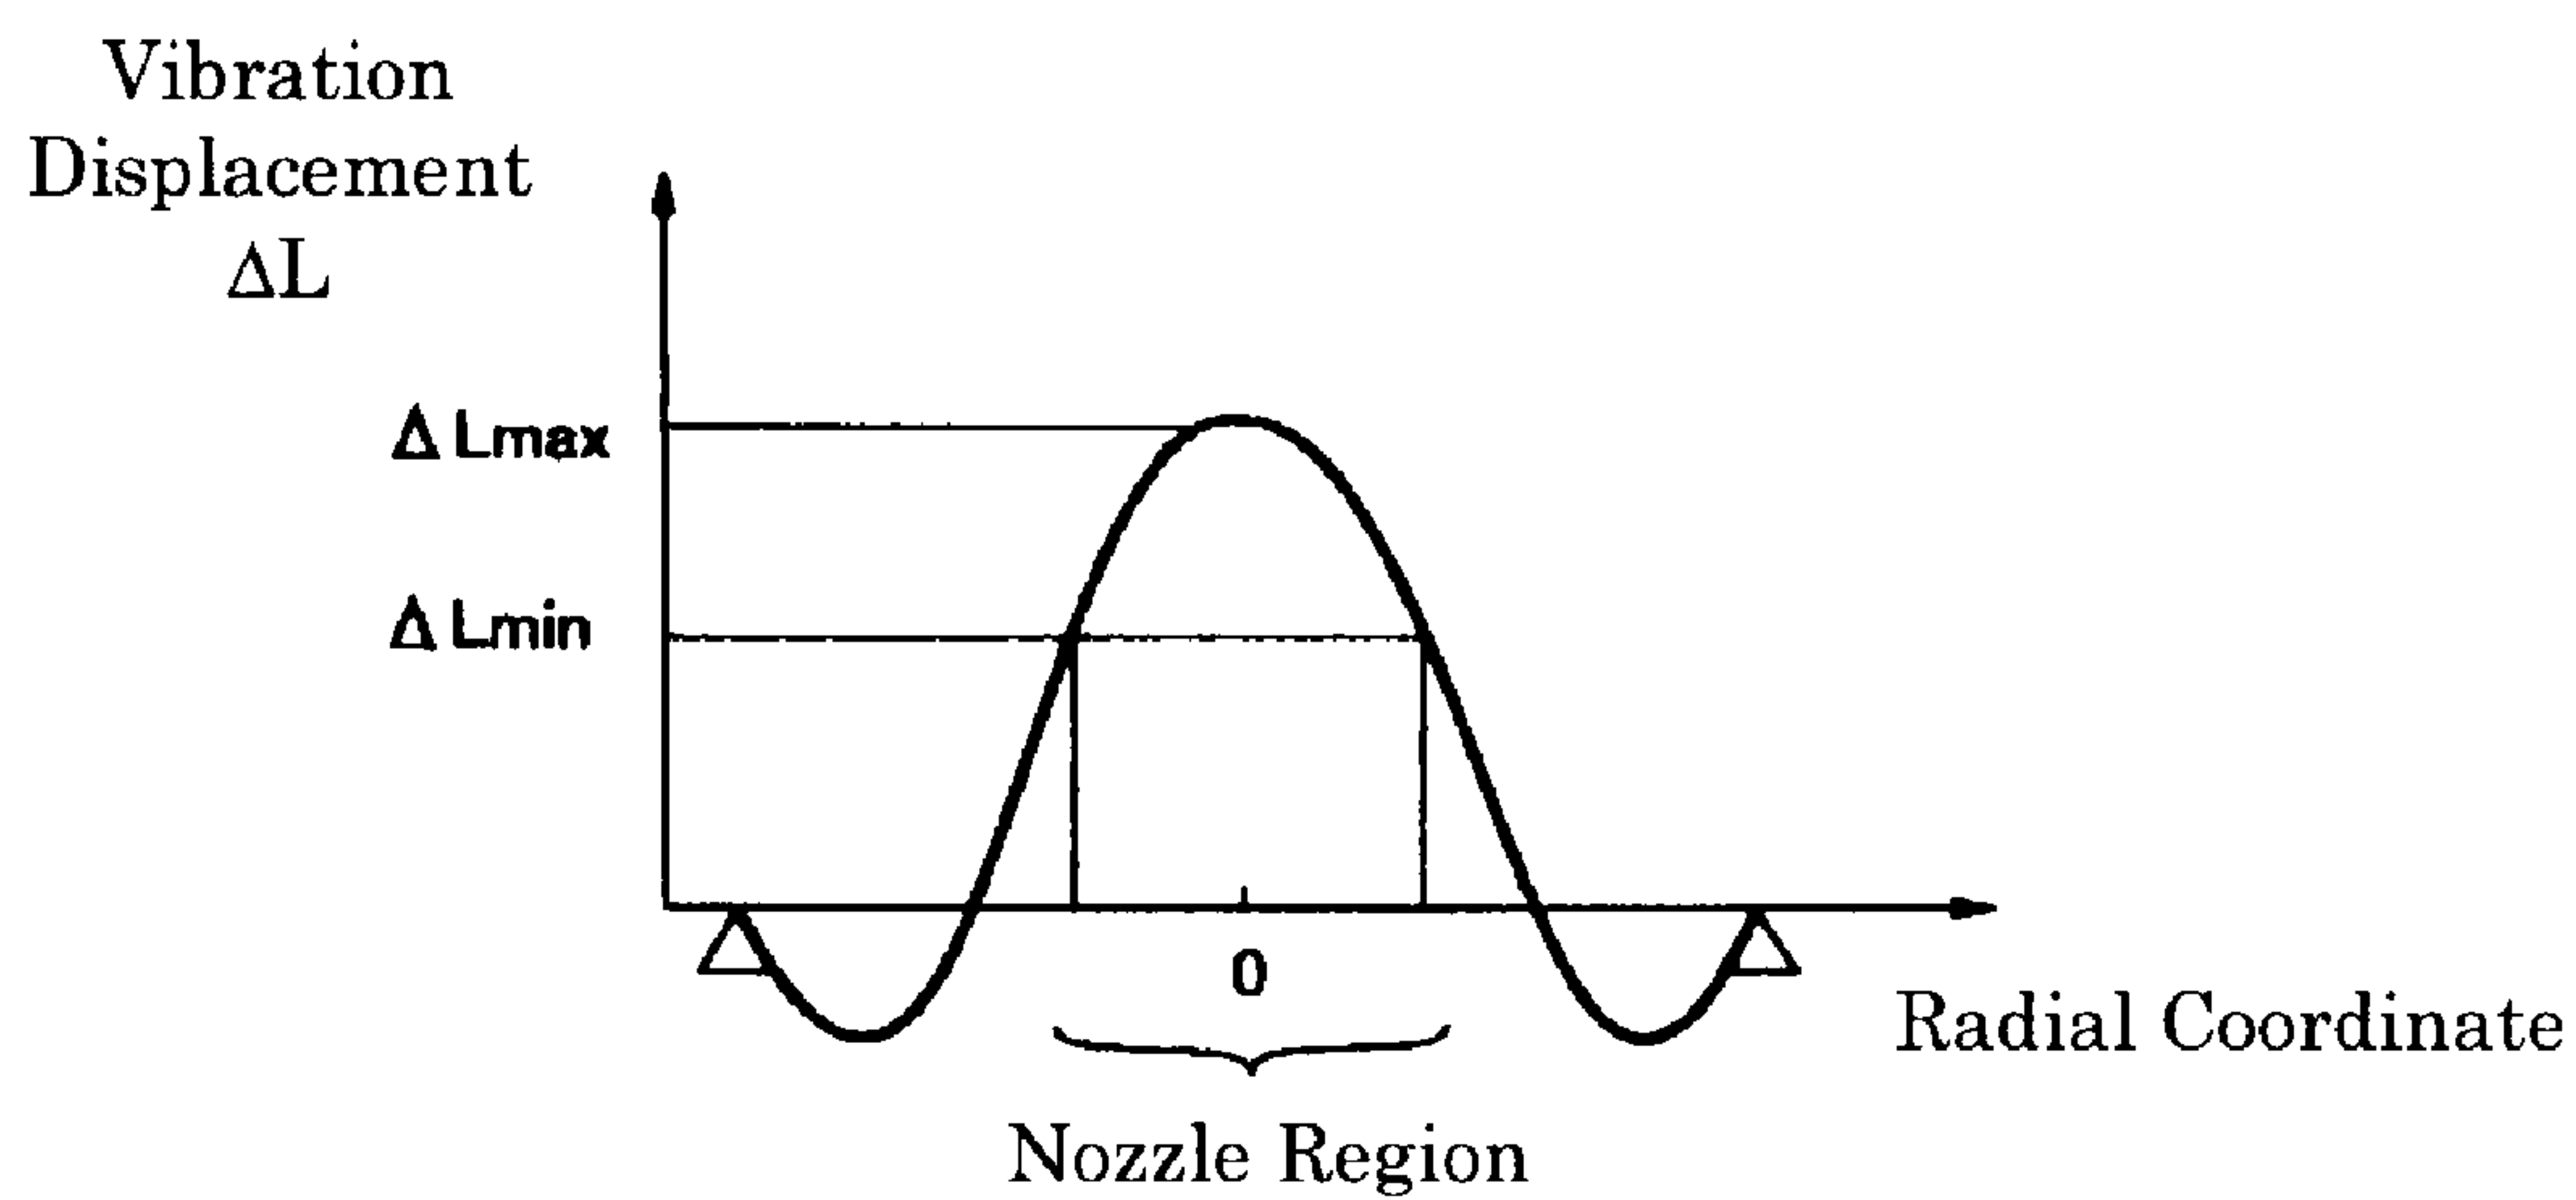 Vibration
Displacement
ΔL
Δ Lmax
Δ Lmin
0
Radial Coordinate
Nozzle Region